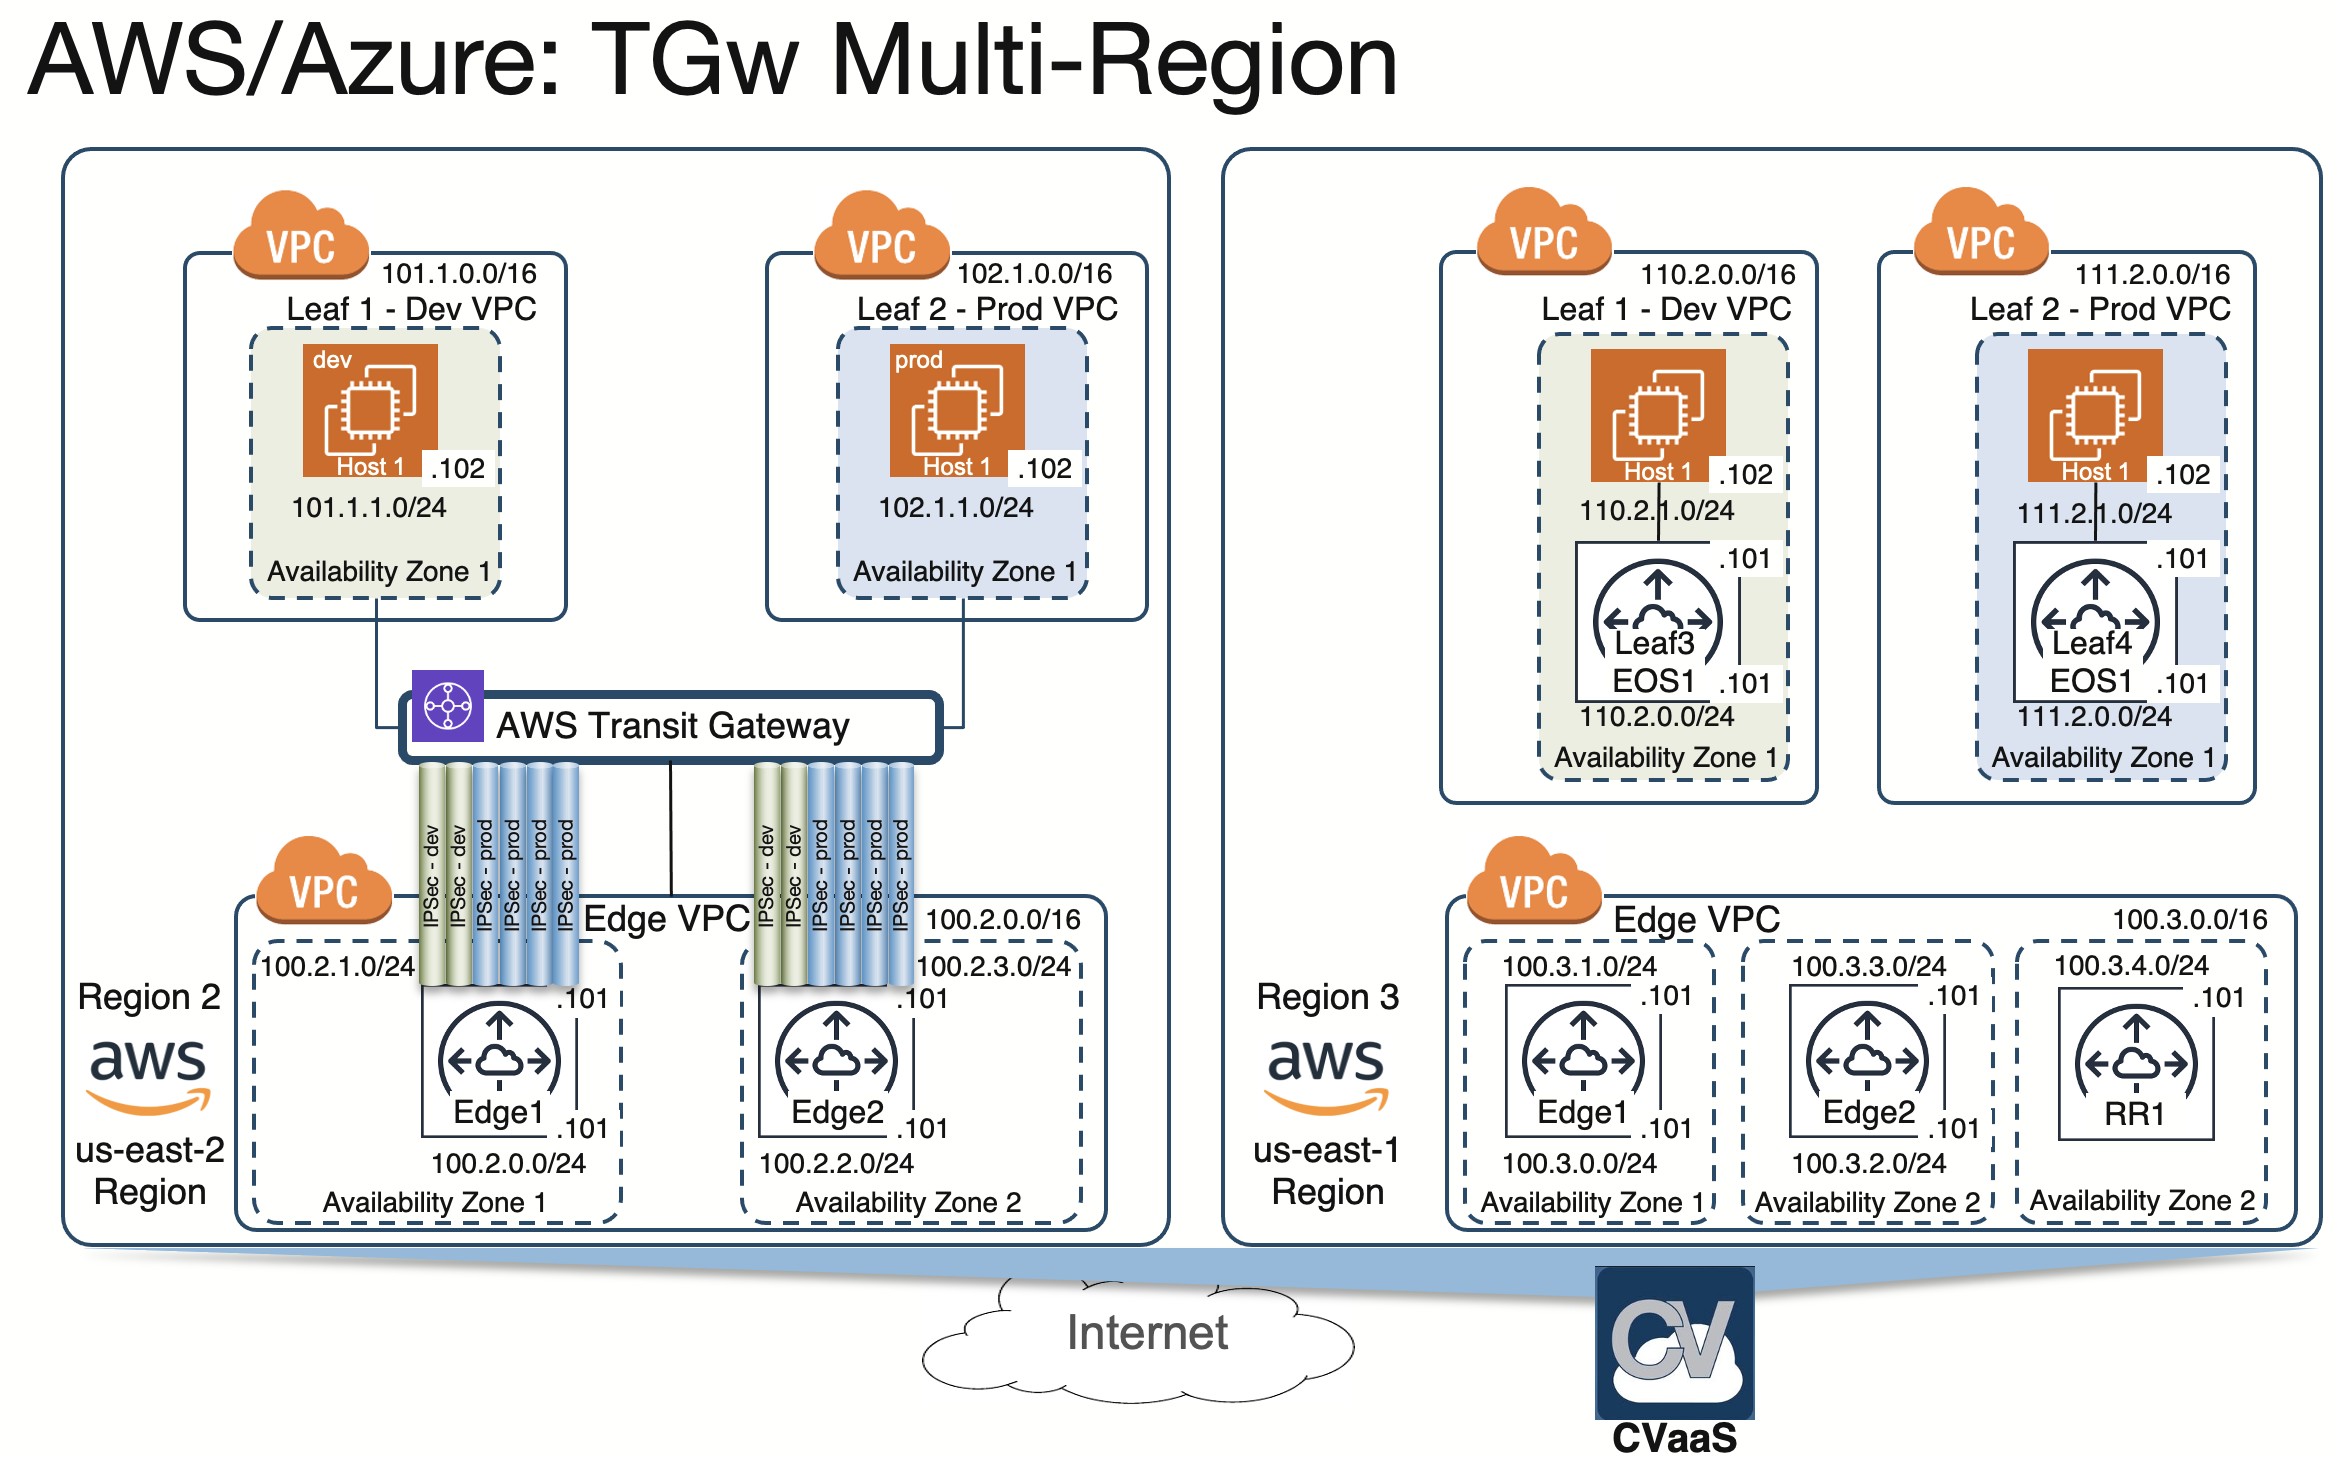 AWS/Azure: TGw Multi-Region
VPC
101.1.0.0/16
Leaf 1 - Dev VPC
dev
Host 1
.102
101.1.1.0/24
Availability Zone 1
VPC
102.1.0.0/16
Leaf 2 - Prod VPC
prod
Host 1
.102
102.1.1.0/24
Availability Zone 1
AWS Transit Gateway
IPSec - dev
IPSec - dev
IPSec - prod
IPSec - prod
IPSec - prod
IPSec - prod
IPSec - dev
IPSec - dev
IPSec - prod
IPSec - prod
IPSec - prod
IPSec - prod
VPC
Edge VPC
100.2.0.0/16
100.2.1.0/24
.101
Edge1
.101
100.2.0.0/24
Availability Zone 1
100.2.3.0/24
.101
Edge2
.101
100.2.2.0/24
Availability Zone 2
Region 2
aws
us-east-2
Region
VPC
110.2.0.0/16
Leaf 1 - Dev VPC
Host 1
.102
110.2.1.0/24
.101
Leaf3
EOS1
.101
110.2.0.0/24
Availability Zone 1
VPC
111.2.0.0/16
Leaf 2 - Prod VPC
Host 1
.102
111.2.1.0/24
.101
Leaf4
EOS1
.101
111.2.0.0/24
Availability Zone 1
VPC
Edge VPC
100.3.0.0/16
100.3.1.0/24
.101
Edge1
.101
100.3.0.0/24
Availability Zone 1
100.3.3.0/24
.101
Edge2
.101
100.3.2.0/24
Availability Zone 2
100.3.4.0/24
.101
RR1
Availability Zone 2
Region 3
aws
us-east-1
Region
Internet
CV
CVaaS